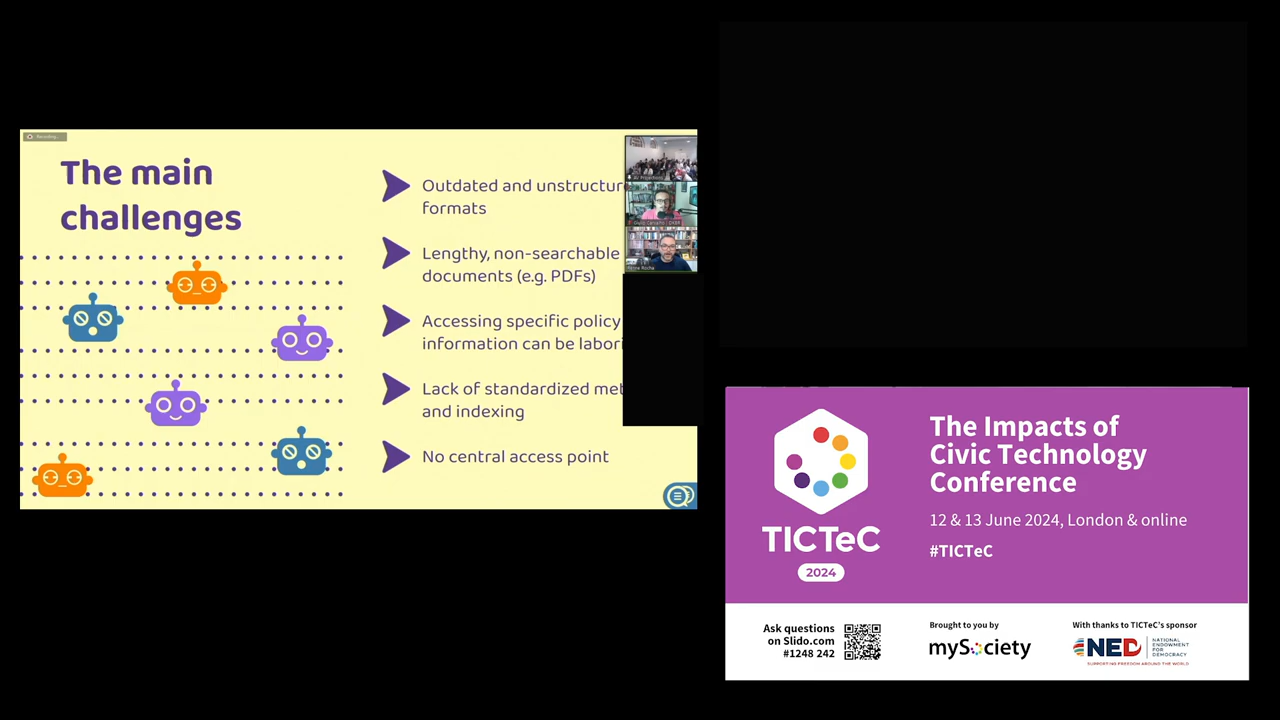 Recording...
The main
challenges
Outdated and unstructure
formats
Lengthy, non-searchable
documents (e.g. PDFs)
Accessing specific policy
information can be labori
Lack of standardized met
and indexing
No central access point
The Impacts of
Civic Technology
Conference
12 & 13 June 2024, London & online
#TICTeC
TICTeC
2024
Ask questions
on Slido.com
#1248 242
Brought to you by
mySociety
With thanks to TICTeC's sponsor
NED
NATIONAL
ENDOWMENT
FOR
DEMOCRACY
SUPPORTING FREEDOM AROUND THE WORLD